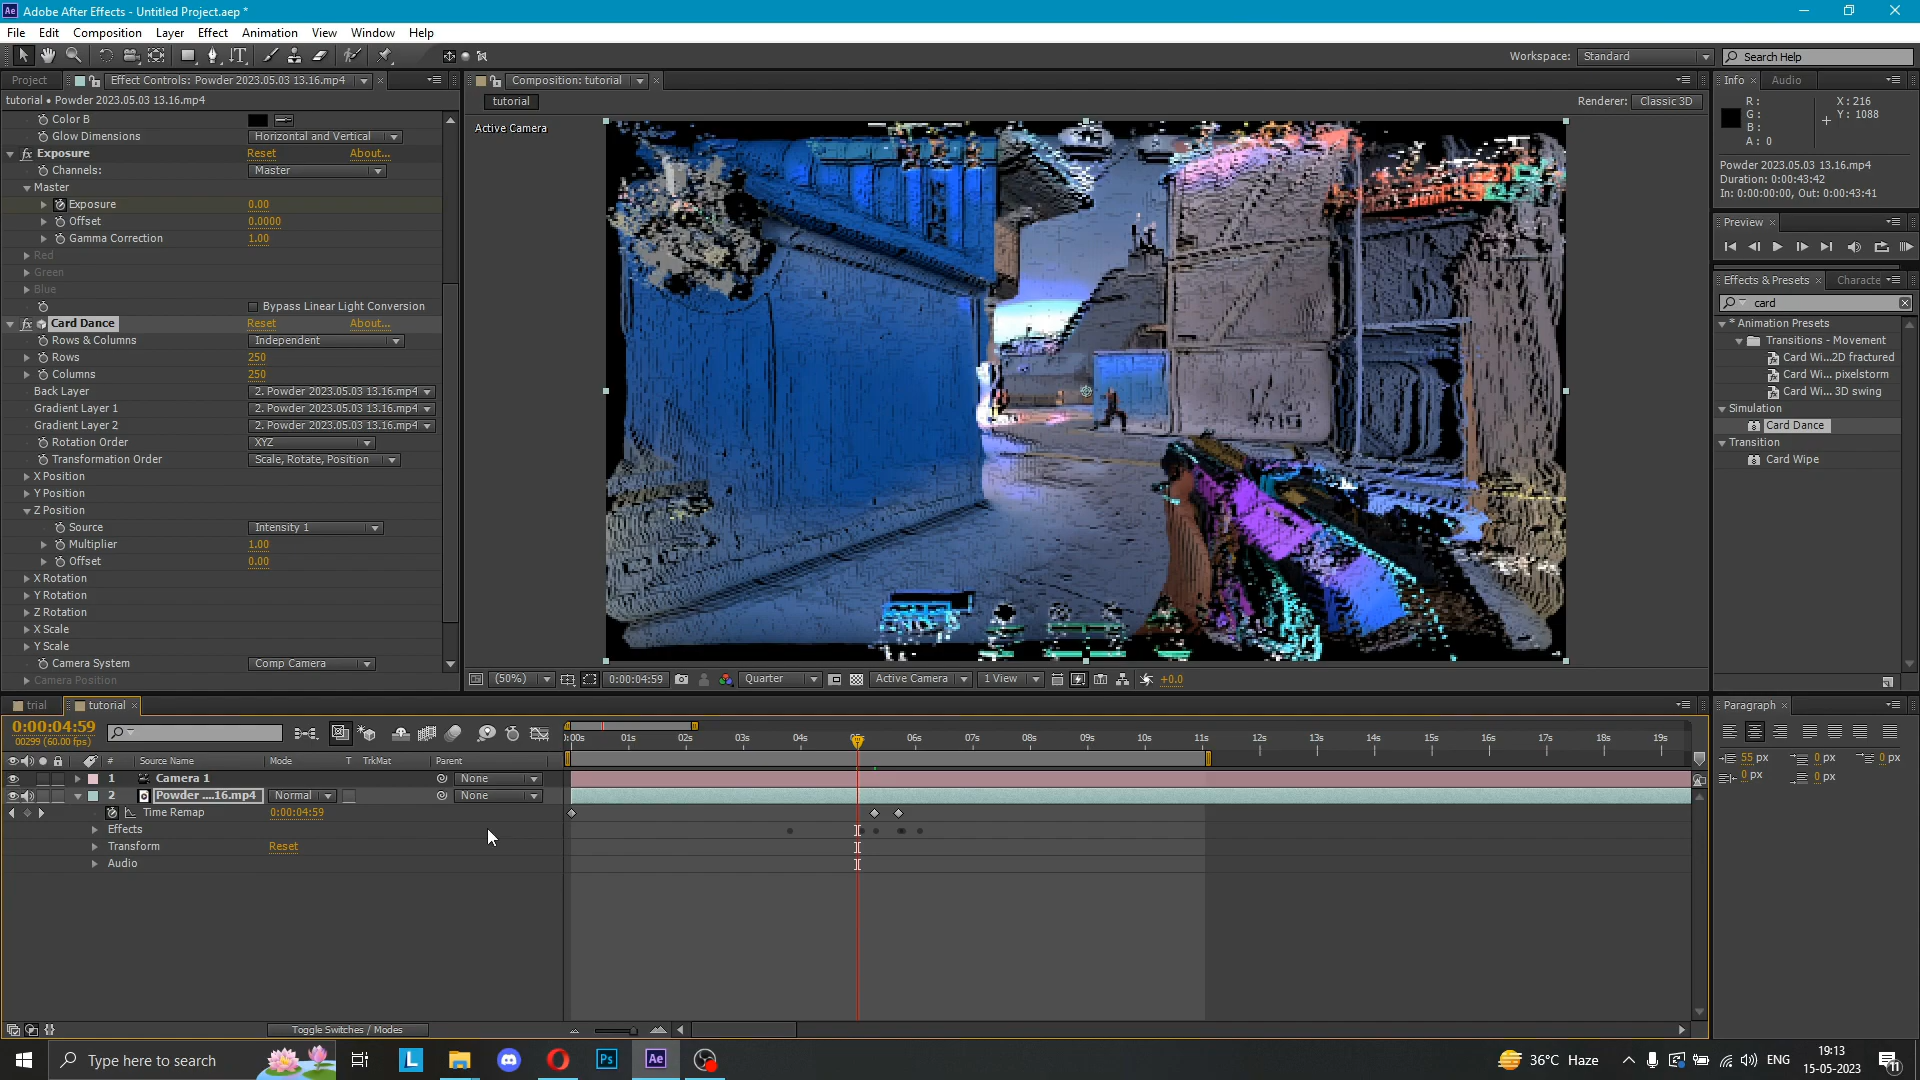 Adobe After Effects - Untitled Project.aep *
File Edit Composition Layer Effect Animation View Window Help
Workspace: Standard Search Help
Project Effect Controls: Powder 2023.05.03 13.16.mp4
tutorial • Powder 2023.05.03 13.16.mp4
Color B
Glow Dimensions Horizontal and Vertical
Exposure Reset About...
Channels: Master
Master
Exposure 0.00
Offset 0.0000
Gamma Correction 1.00
Red
Green
Blue
Bypass Linear Light Conversion
Card Dance Reset About...
Rows & Columns Independent
Rows 250
Columns 250
Back Layer 2. Powder 2023.05.03 13.16.mp4
Gradient Layer 1 2. Powder 2023.05.03 13.16.mp4
Gradient Layer 2 2. Powder 2023.05.03 13.16.mp4
Rotation Order XYZ
Transformation Order Scale, Rotate, Position
X Position
Y Position
Z Position
Source Intensity 1
Multiplier 1.00
Offset 0.00
X Rotation
Y Rotation
Z Rotation
X Scale
Y Scale
Camera System Comp Camera
Camera Position
Composition: tutorial
tutorial
Renderer: Classic 3D
Active Camera
(50%) 0:00:04:59 Quarter Active Camera 1 View +0.0
Info Audio
R: X: 216
G: Y: 1088
B:
A: 0
Powder 2023.05.03 13.16.mp4
Duration: 0:00:43:42
In: 0:00:00:00, Out: 0:00:43:41
Preview
Effects & Presets Characte
card
* Animation Presets
Transitions - Movement
Card Wi...2D fractured
Card Wi... pixelstorm
Card Wi... 3D swing
Simulation
Card Dance
Transition
Card Wipe
trial tutorial
0:00:04:59
00299 (60.00 fps)
# Source Name Mode T TrkMat Parent
1 Camera 1 None
2 Powder ....16.mp4 Normal None
Time Remap 0:00:04:59
Effects
Transform Reset
Audio
):00s 01s 02s 03s 04s 06s 07s 08s 09s 10s 11s 12s 13s 14s 15s 16s 17s 18s 19s
Toggle Switches / Modes
Paragraph
55 px 0 px 0 px
0 px 0 px
Type here to search
L
Ps
Ae
36°C Haze
ENG
19:13
15-05-2023
11